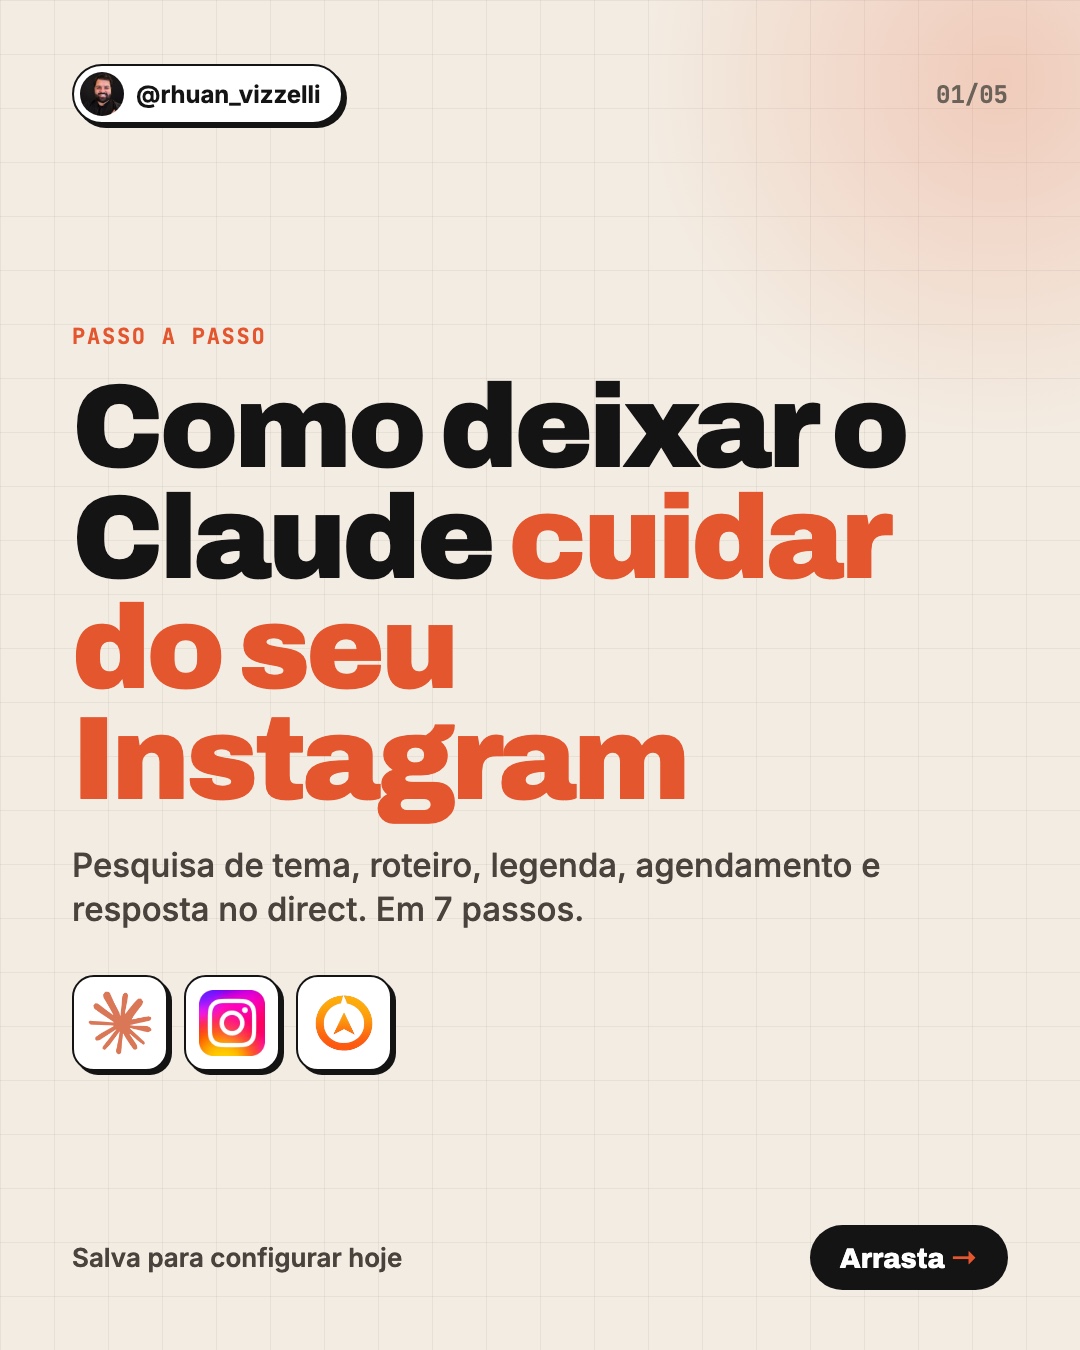 @rhuan_vizzelli
01/05
PASSO A PASSO
Como deixar o
Claude cuidar
do seu
Instagram
Pesquisa de tema, roteiro, legenda, agendamento e
resposta no direct. Em 7 passos.
Salva para configurar hoje
Arrasta →